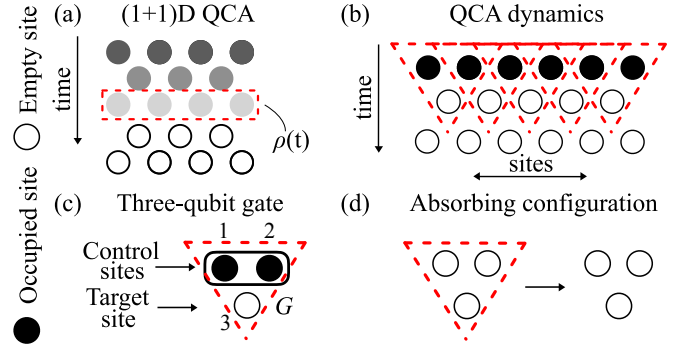 (a) (1+1)D QCA
time
ρ(t)
Empty site
Occupied site
(b) QCA dynamics
time
sites
(c) Three-qubit gate
1 2
Control
sites
Target
site
3
G
(d) Absorbing configuration